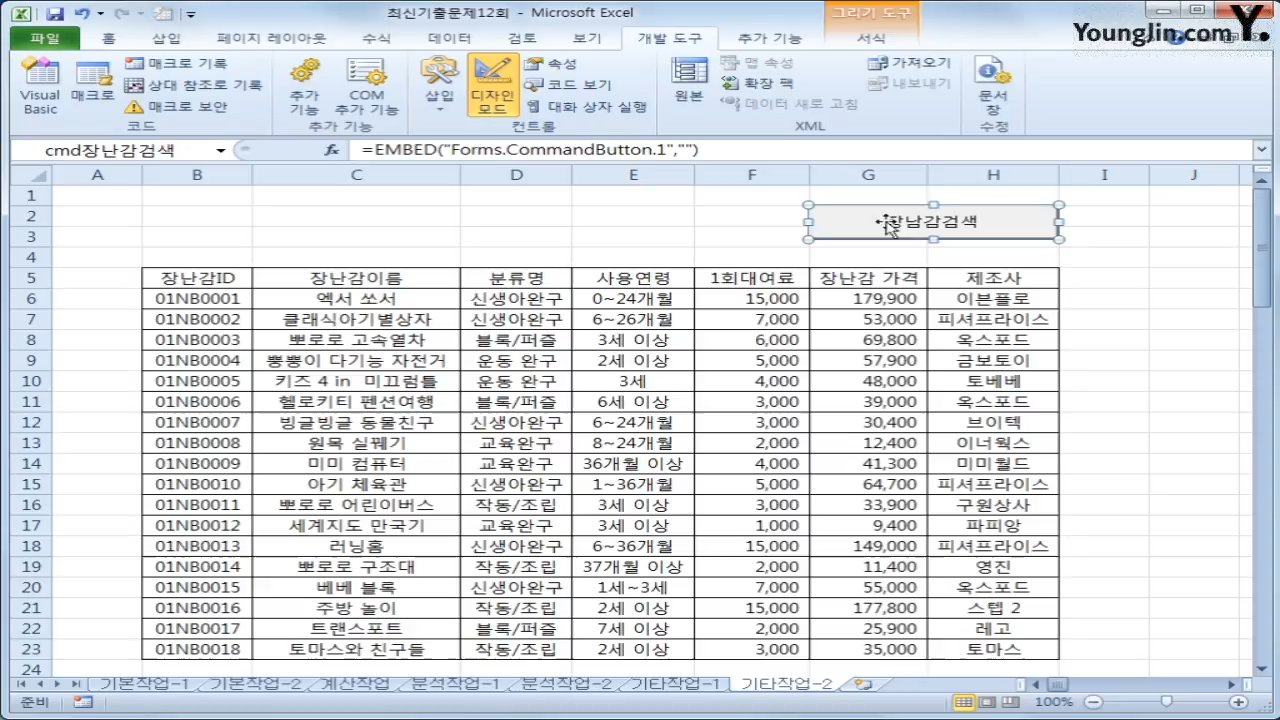 최신기출문제12회 - Microsoft Excel
그리기 도구
Y.
YoungJin.com
파일 홈 삽입 페이지 레이아웃 수식 데이터 검토 보기 개발 도구 추가 기능 서식
Visual Basic
매크로
매크로 기록
상대 참조로 기록
매크로 보안
코드
추가 기능
COM 추가 기능
추가 기능
삽입
디자인 모드
속성
코드 보기
대화 상자 실행
컨트롤
원본
맵 속성
확장 팩
데이터 새로 고침
가져오기
내보내기
XML
문서 창
수정
cmd장난감검색 fx =EMBED("Forms.CommandButton.1","")
A B C D E F G H I J
1
2 장남감검색
3
4
5 장난감ID 장난감이름 분류명 사용연령 1회대여료 장난감 가격 제조사
6 01NB0001 엑서 쏘서 신생아완구 0~24개월 15,000 179,900 이븐플로
7 01NB0002 클래식아기별상자 신생아완구 6~26개월 7,000 53,000 피셔프라이스
8 01NB0003 뽀로로 고속열차 블록/퍼즐 3세 이상 6,000 69,800 옥스포드
9 01NB0004 뿡뿡이 다기능 자전거 운동 완구 2세 이상 5,000 57,900 금보토이
10 01NB0005 키즈 4 in 미끄럼틀 운동 완구 3세 4,000 48,000 토베베
11 01NB0006 헬로키티 펜션여행 블록/퍼즐 6세 이상 3,000 39,000 옥스포드
12 01NB0007 빙글빙글 동물친구 신생아완구 6~24개월 3,000 30,400 브이텍
13 01NB0008 원목 실꿰기 교육완구 8~24개월 2,000 12,400 이너웍스
14 01NB0009 미미 컴퓨터 교육완구 36개월 이상 4,000 41,300 미미월드
15 01NB0010 아기 체육관 신생아완구 1~36개월 5,000 64,700 피셔프라이스
16 01NB0011 뽀로로 어린이버스 작동/조립 3세 이상 3,000 33,900 구원상사
17 01NB0012 세계지도 만국기 교육완구 3세 이상 1,000 9,400 파피앙
18 01NB0013 러닝홈 신생아완구 6~36개월 15,000 149,000 피셔프라이스
19 01NB0014 뽀로로 구조대 작동/조립 37개월 이상 2,000 11,400 영진
20 01NB0015 베베 블록 신생아완구 1세~3세 7,000 55,000 옥스포드
21 01NB0016 주방 놀이 작동/조립 2세 이상 15,000 177,800 스텝 2
22 01NB0017 트랜스포트 블록/퍼즐 7세 이상 2,000 25,900 레고
23 01NB0018 토마스와 친구들 작동/조립 2세 이상 3,000 35,000 토마스
24
기본작업-1 기본작업-2 계산작업 분석작업-1 분석작업-2 기타작업-1 기타작업-2
준비 100%